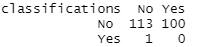 classifications No Yes
No 113 100
Yes 1 0